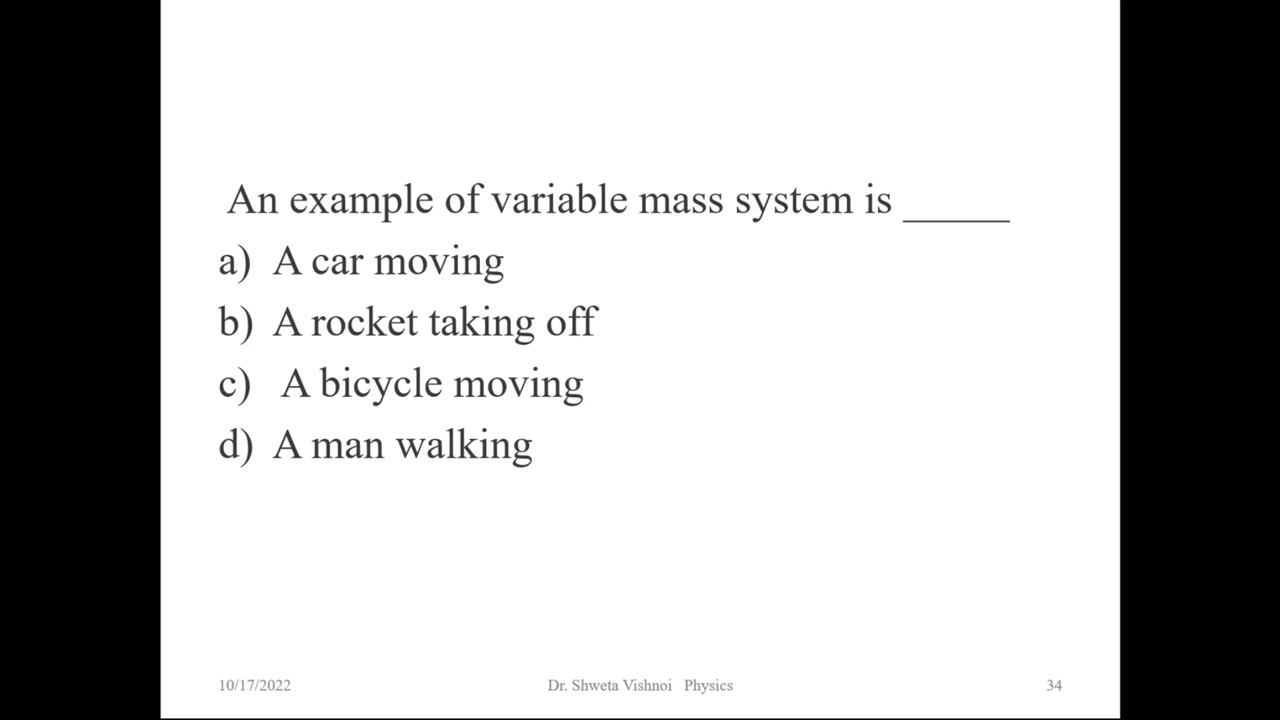 An example of variable mass system is _____
a) A car moving
b) A rocket taking off
c) A bicycle moving
d) A man walking
10/17/2022 Dr. Shweta Vishnoi Physics 34